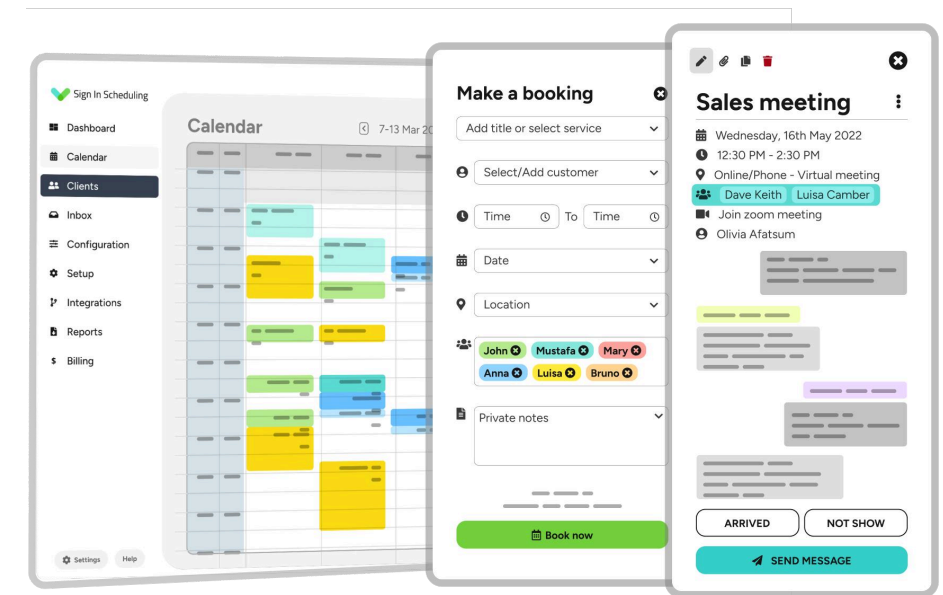 Sign In Scheduling
Dashboard
Calendar
Clients
Inbox
Configuration
Setup
Integrations
Reports
$ Billing
Settings Help
Calendar
7-13 Mar 20
Make a booking
Add title or select service
Select/Add customer
Time To Time
Date
Location
John Mustafa Mary
Anna Luisa Bruno
Private notes
Book now
Sales meeting
Wednesday, 16th May 2022
12:30 PM - 2:30 PM
Online/Phone - Virtual meeting
Dave Keith Luisa Camber
Join zoom meeting
Olivia Afatsum
ARRIVED NOT SHOW
SEND MESSAGE